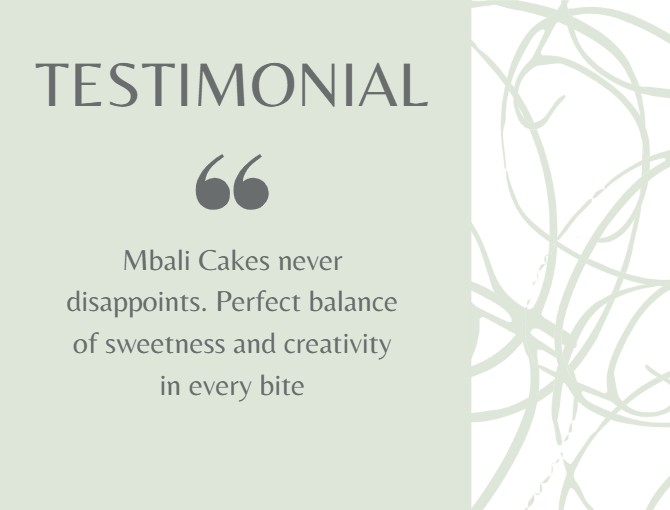 TESTIMONIAL
“
Mbali Cakes never
disappoints. Perfect balance
of sweetness and creativity
in every bite